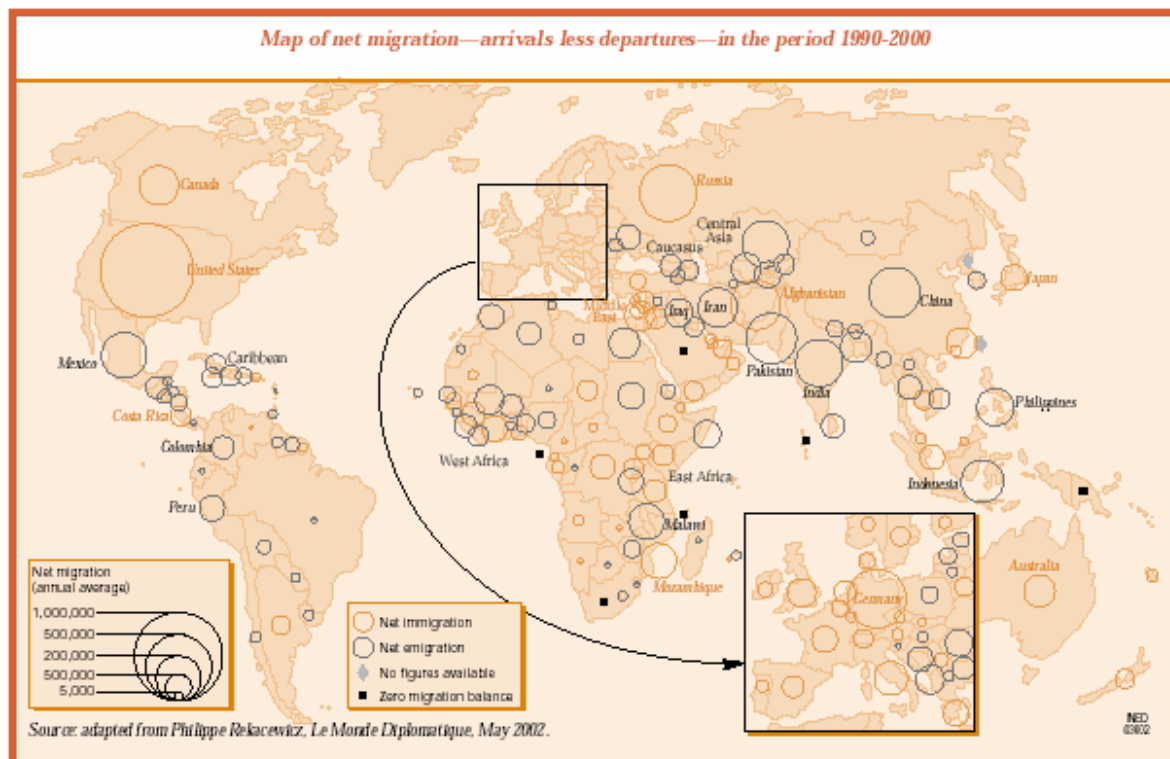 Map of net migration—arrivals less departures—in the period 1990-2000
Canada
Russia
United States
Central
Asia
Caucasus
Afghanistan
Japan
Middle
East
Iraq
Iran
China
Mexico
Caribbean
Pakistan
India
Philippines
Costa Rica
Colombia
West Africa
East Africa
Indonesia
Peru
Malawi
Mozambique
Germany
Australia
Net migration
(annual average)
1,000,000
500,000
200,000
500,000
5,000
Net immigration
Net emigration
No figures available
Zero migration balance
Source: adapted from Philippe Rekacewicz, Le Monde Diplomatique, May 2002.
INED